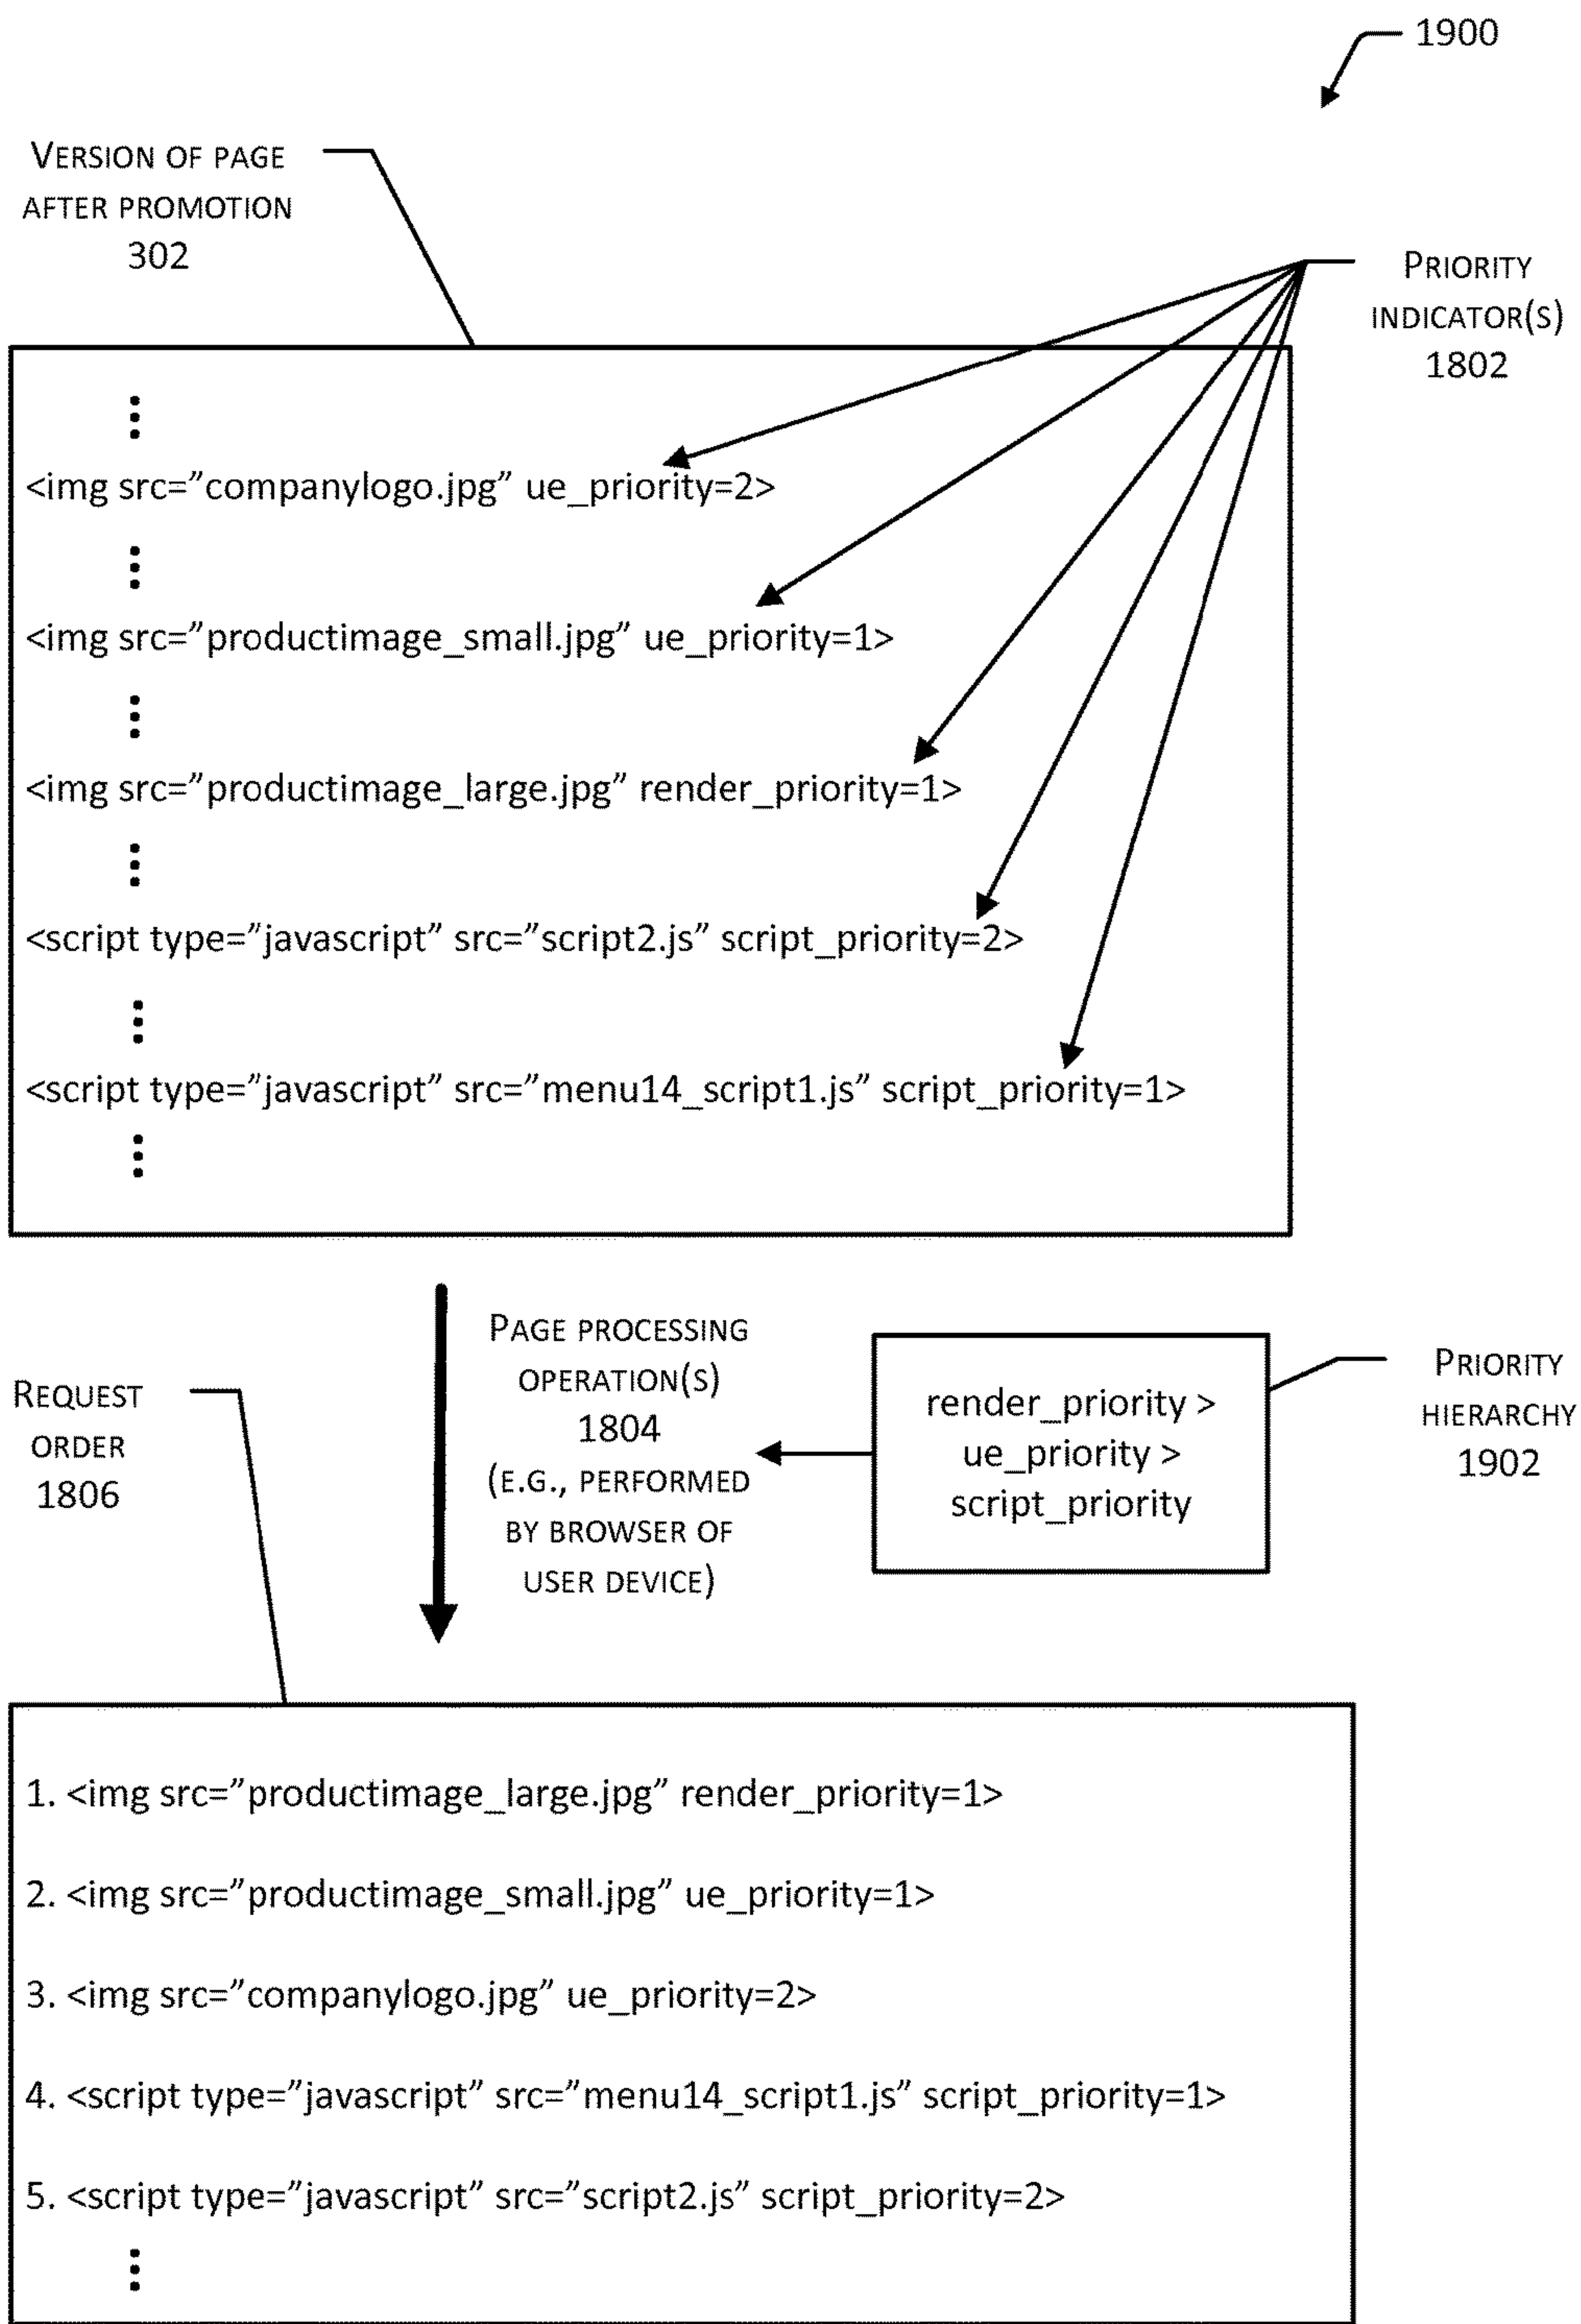 1900
VERSION OF PAGE
AFTER PROMOTION
302
PRIORITY
INDICATOR(S)
1802
<img src=”companylogo.jpg” ue_priority=2>
<img src=”productimage_small.jpg” ue_priority=1>
<img src=”productimage_large.jpg” render_priority=1>
<script type=”javascript” src=”script2.js” script_priority=2>
<script type=”javascript” src=”menu14_script1.js” script_priority=1>
PAGE PROCESSING
OPERATION(S)
1804
(E.G., PERFORMED
BY BROWSER OF
USER DEVICE)
render_priority >
ue_priority >
script_priority
PRIORITY
HIERARCHY
1902
REQUEST
ORDER
1806
1. <img src=”productimage_large.jpg” render_priority=1>
2. <img src=”productimage_small.jpg” ue_priority=1>
3. <img src=”companylogo.jpg” ue_priority=2>
4. <script type=”javascript” src=”menu14_script1.js” script_priority=1>
5. <script type=”javascript” src=”script2.js” script_priority=2>